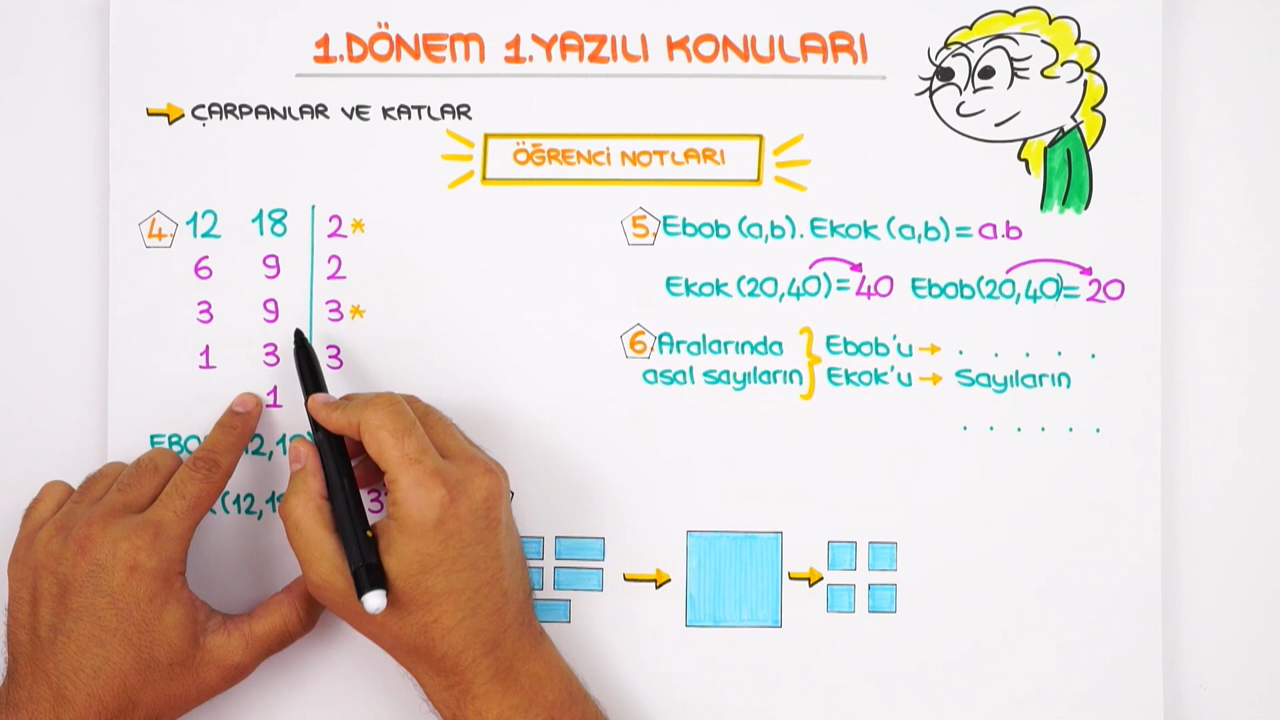 1.DÖNEM 1.YAZILI KONULARI
ÇARPANLAR VE KATLAR
ÖĞRENCİ NOTLARI
4. 12 18 2*
6 9 2
3 9 3*
1 3 3
1
5. Ebob (a,b). Ekok (a,b) = a.b
Ekok (20,40) = 40 Ebob(20,40) = 20
6. Aralarında asal sayıların
Ebob'u → . . . . .
Ekok'u → Sayıların
. . . . . .